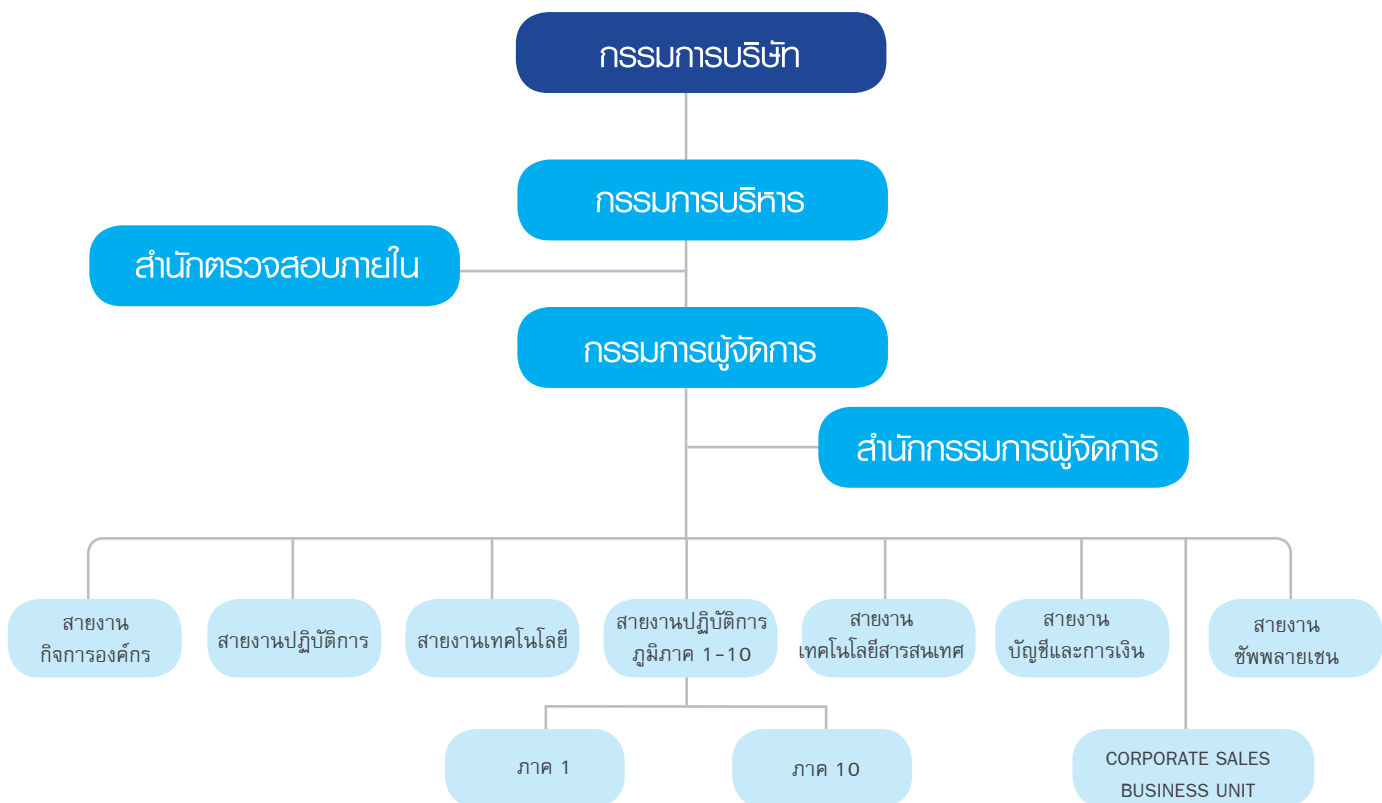 กรรมการบริษัท
กรรมการบริหาร
สำนักตรวจสอบภายใน
กรรมการผู้จัดการ
สำนักกรรมการผู้จัดการ
สายงาน
กิจการองค์กร
สายงานปฏิบัติการ
สายงานเทคโนโลยี
สายงานปฏิบัติการ
ภูมิภาค 1-10
สายงาน
เทคโนโลยีสารสนเทศ
สายงาน
บัญชีและการเงิน
สายงาน
ซัพพลายเชน
ภาค 1
ภาค 10
CORPORATE SALES
BUSINESS UNIT